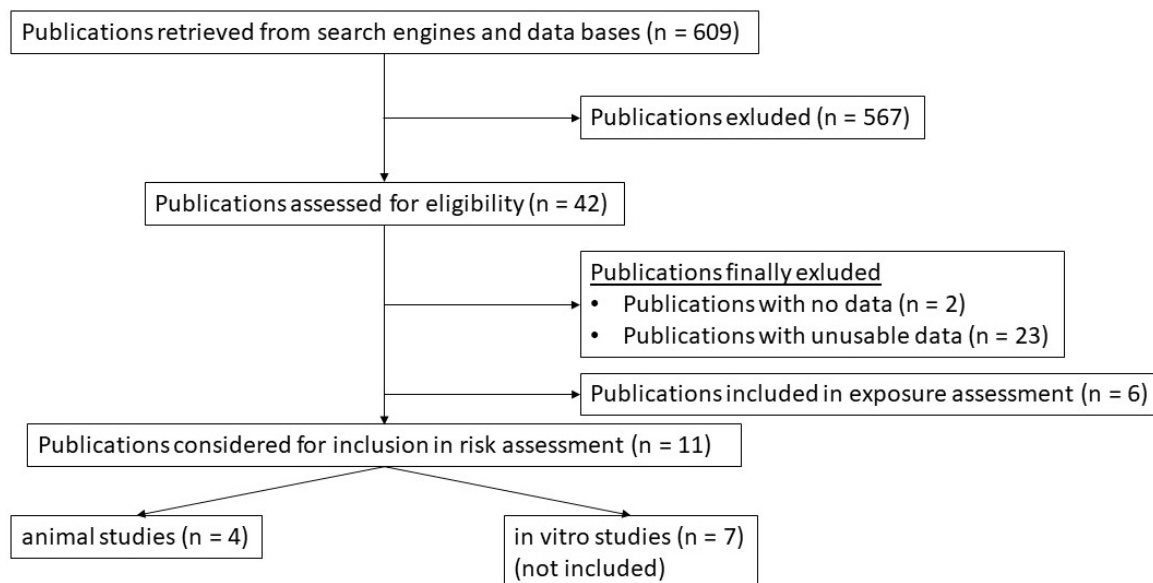 Publications retrieved from search engines and data bases (n = 609)
Publications exluded (n = 567)
Publications assessed for eligibility (n = 42)
Publications finally exluded
• Publications with no data (n = 2)
• Publications with unusable data (n = 23)
Publications included in exposure assessment (n = 6)
Publications considered for inclusion in risk assessment (n = 11)
animal studies (n = 4)
in vitro studies (n = 7)
(not included)